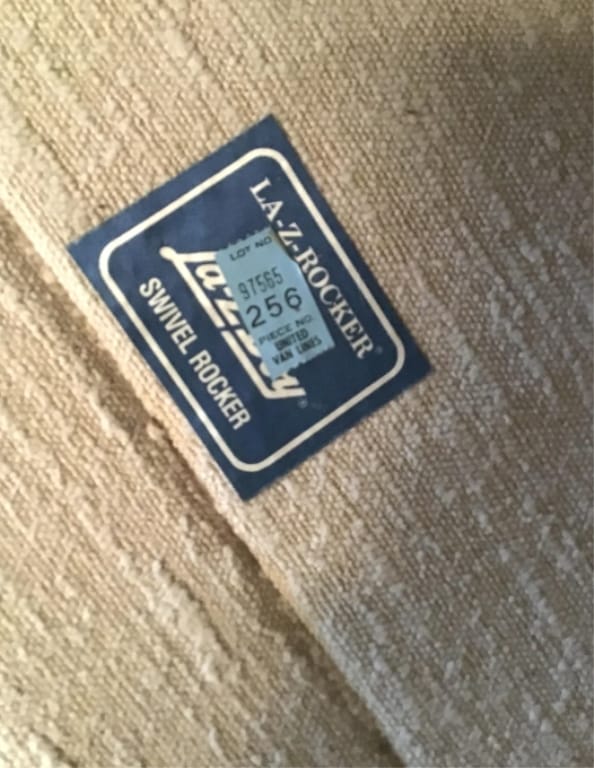 LA-Z-ROCKER®
La-Z-Boy®
SWIVEL ROCKER
LOT NO
97565
256
PIECE NO.
UNITED
VAN LINES